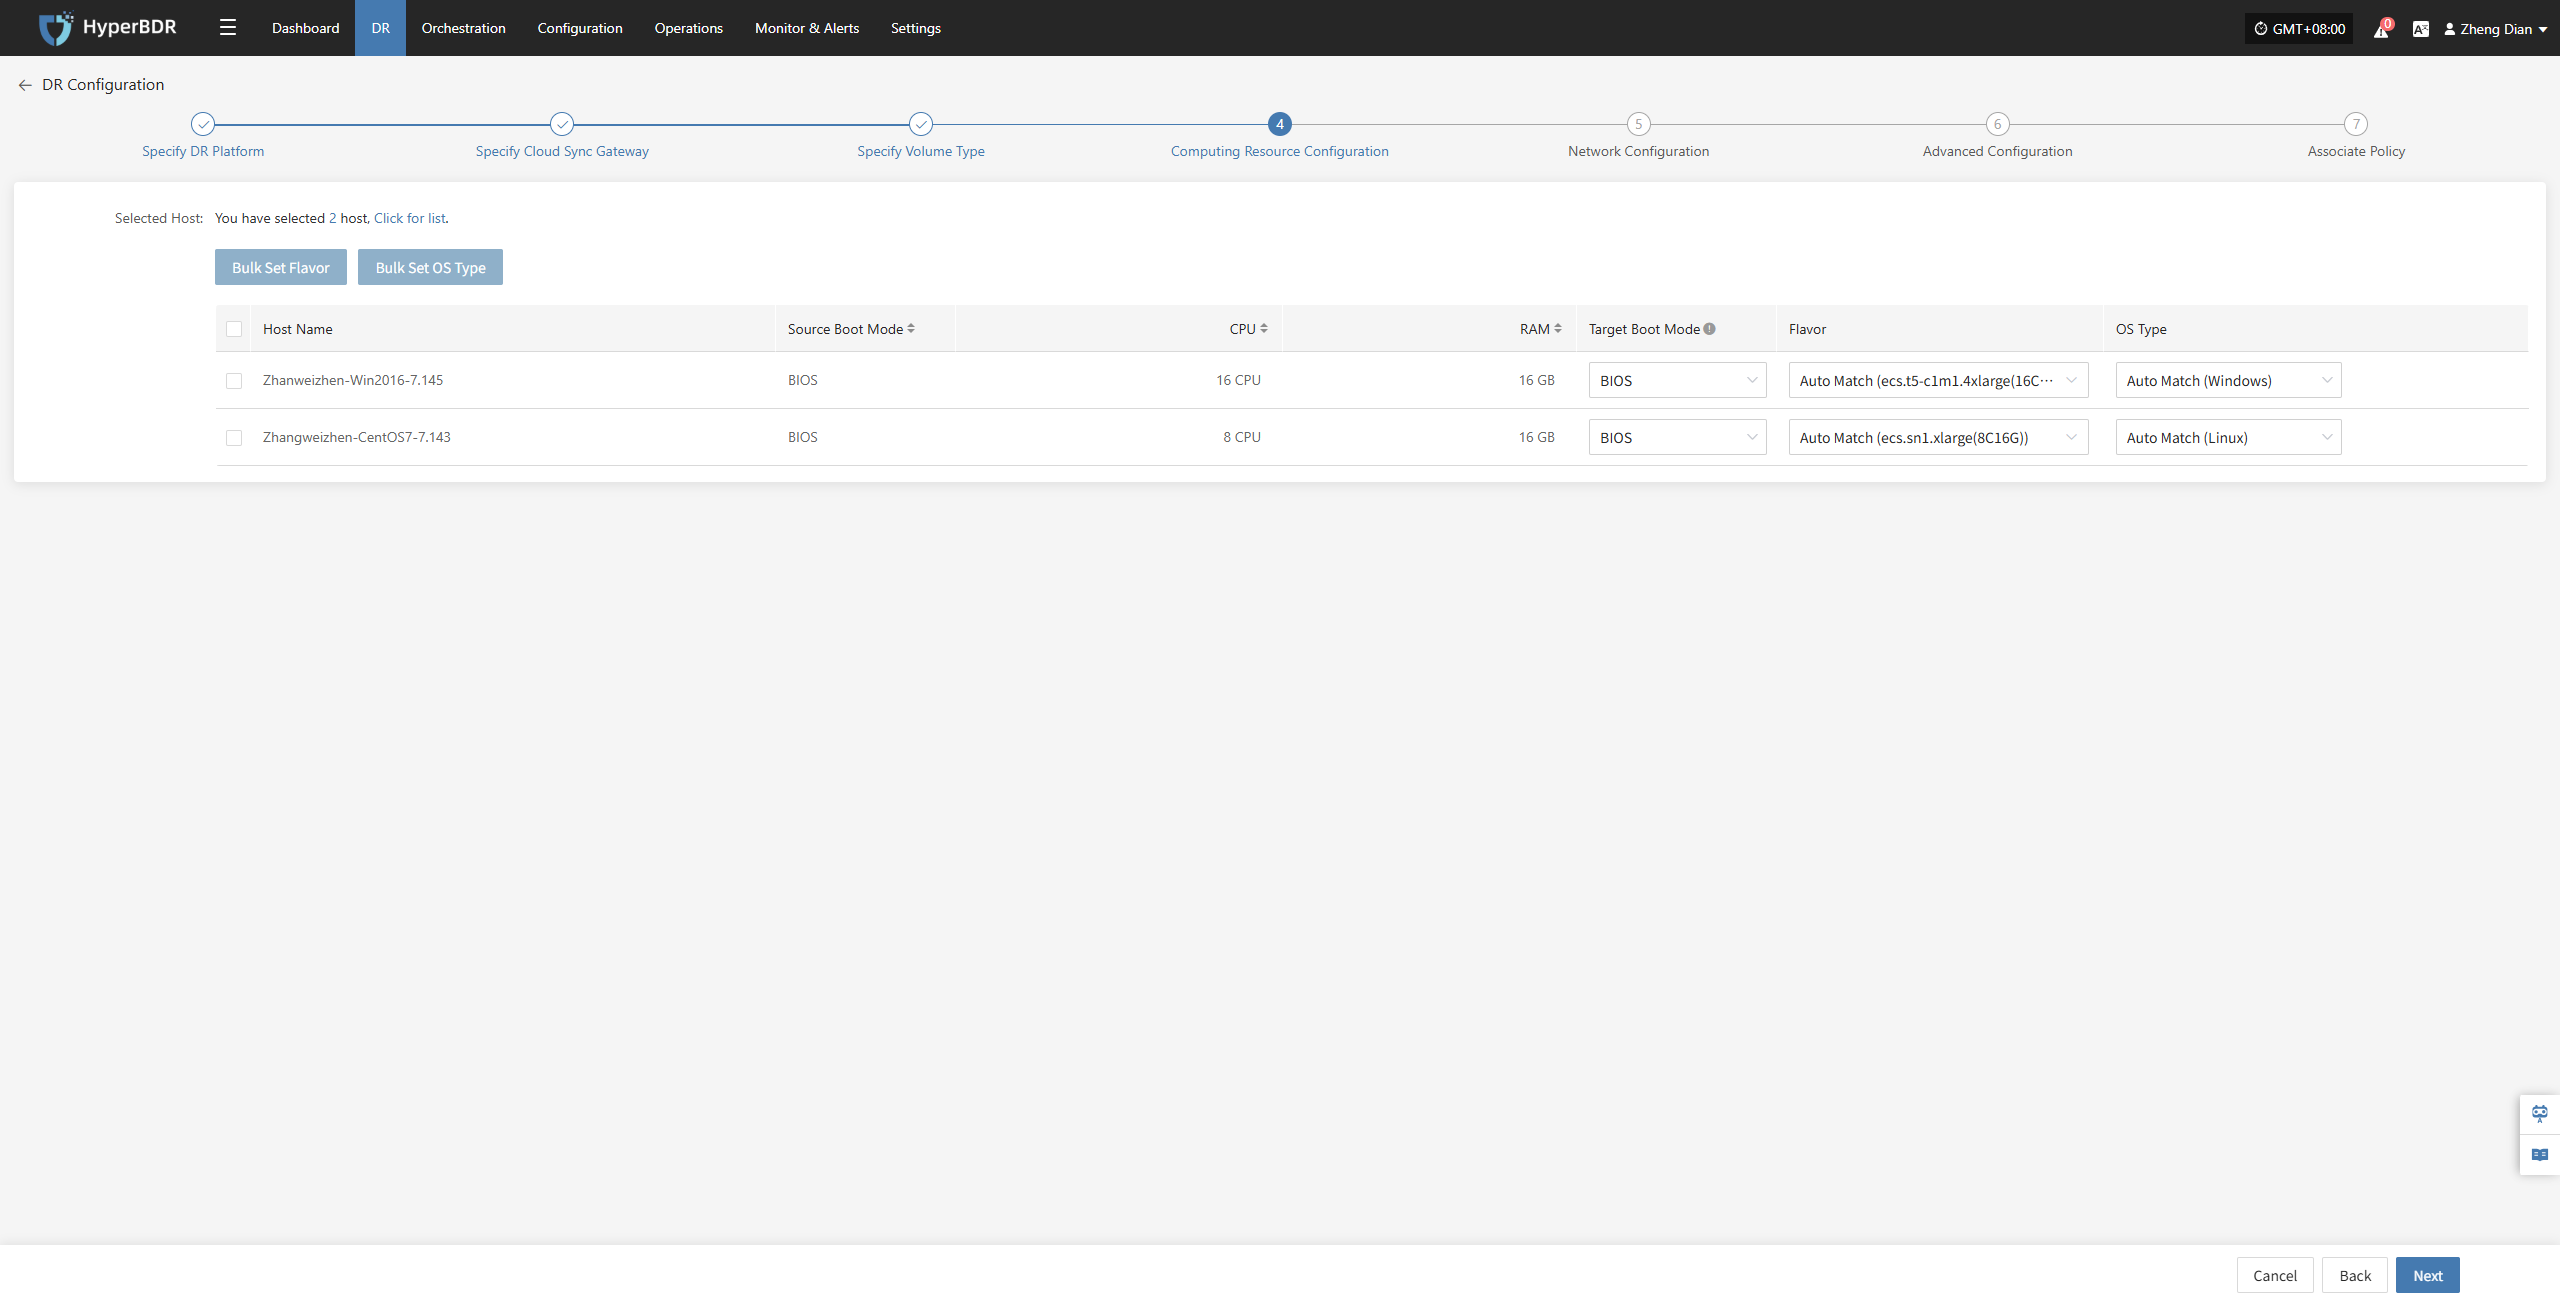 HyperBDR Dashboard DR Orchestration Configuration Operations Monitor & Alerts Settings GMT+08:00 0 Zheng Dian
DR Configuration
4 5 6 7
Specify DR Platform Specify Cloud Sync Gateway Specify Volume Type Computing Resource Configuration Network Configuration Advanced Configuration Associate Policy
Selected Host: You have selected 2 host, Click for list.
Bulk Set Flavor Bulk Set OS Type
Host Name Source Boot Mode CPU RAM Target Boot Mode Flavor OS Type
Zhanweizhen-Win2016-7.145 BIOS 16 CPU 16 GB BIOS Auto Match (ecs.t5-c1m1.4xlarge(16C··· Auto Match (Windows)
Zhangweizhen-CentOS7-7.143 BIOS 8 CPU 16 GB BIOS Auto Match (ecs.sn1.xlarge(8C16G)) Auto Match (Linux)
Cancel Back Next